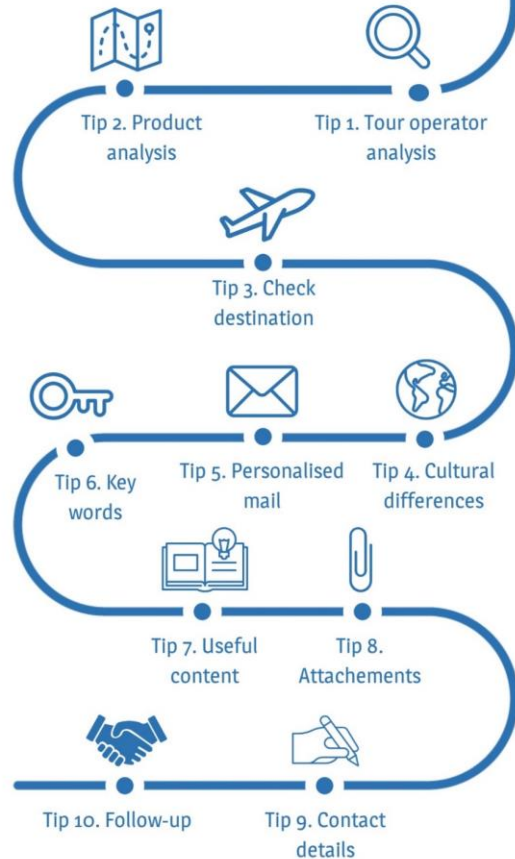 Tip 1. Tour operator
analysis
Tip 2. Product
analysis
Tip 3. Check
destination
Tip 4. Cultural
differences
Tip 5. Personalised
mail
Tip 6. Key
words
Tip 7. Useful
content
Tip 8.
Attachements
Tip 9. Contact
details
Tip 10. Follow-up